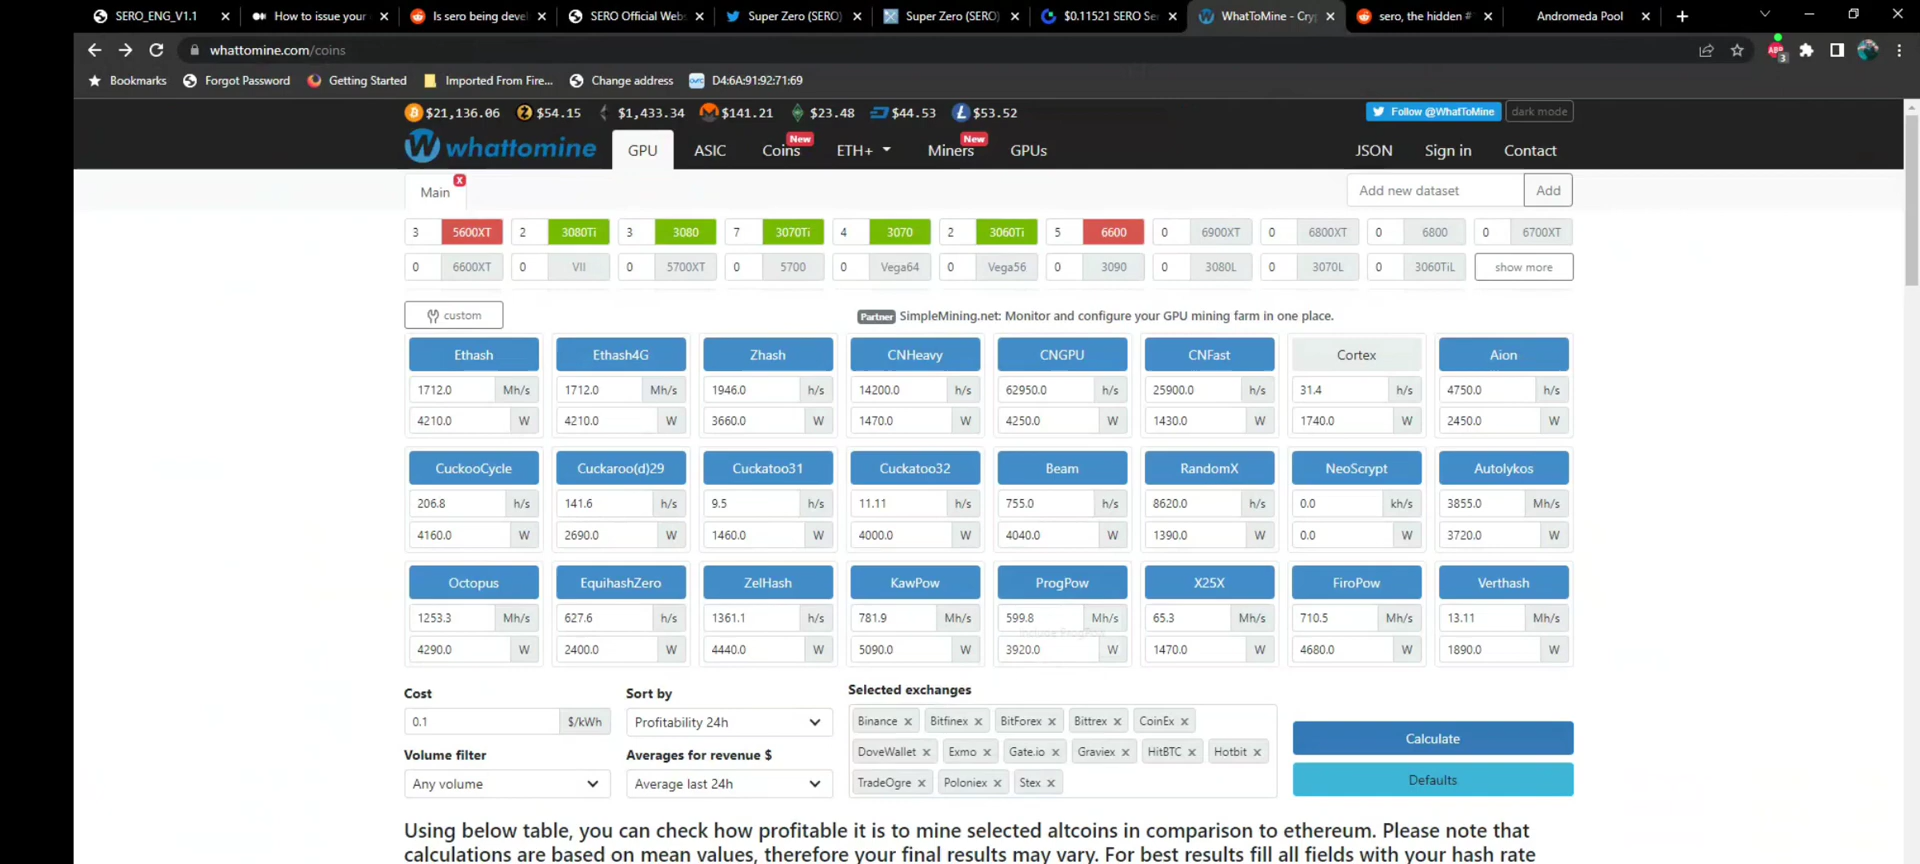 SERO_ENG_V1.1 × How to issue your × Is sero being deve × SERO Official Webs × Super Zero (SERO) × Super Zero (SERO) × $0.11521 SERO Se × WhatToMine - Cryp × sero, the hidden # × Andromeda Pool × +
whattomine.com/coins
ABP 3
Bookmarks Forgot Password Getting Started Imported From Fire... Change address D4:6A:91:92:71:69
$21,136.06 $54.15 $1,433.34 $141.21 $23.48 $44.53 $53.52 Follow @WhatToMine dark mode
whattomine GPU ASIC Coins New ETH+ Miners New GPUs JSON Sign in Contact
Main x Add new dataset Add
3 5600XT 2 3080Ti 3 3080 7 3070Ti 4 3070 2 3060Ti 5 6600 0 6900XT 0 6800XT 0 6800 0 6700XT
0 6600XT 0 VII 0 5700XT 0 5700 0 Vega64 0 Vega56 0 3090 0 3080L 0 3070L 0 3060TiL show more
custom Partner SimpleMining.net: Monitor and configure your GPU mining farm in one place.
Ethash Ethash4G Zhash CNHeavy CNGPU CNFast Cortex Aion
1712.0 Mh/s 1712.0 Mh/s 1946.0 h/s 14200.0 h/s 62950.0 h/s 25900.0 h/s 31.4 h/s 4750.0 h/s
4210.0 W 4210.0 W 3660.0 W 1470.0 W 4250.0 W 1430.0 W 1740.0 W 2450.0 W
CuckooCycle Cuckaroo(d)29 Cuckatoo31 Cuckatoo32 Beam RandomX NeoScrypt Autolykos
206.8 h/s 141.6 h/s 9.5 h/s 11.11 h/s 755.0 h/s 8620.0 h/s 0.0 kh/s 3855.0 Mh/s
4160.0 W 2690.0 W 1460.0 W 4000.0 W 4040.0 W 1390.0 W 0.0 W 3720.0 W
Octopus EquihashZero ZelHash KawPow ProgPow X25X FiroPow Verthash
1253.3 Mh/s 627.6 h/s 1361.1 h/s 781.9 Mh/s 599.8 Mh/s 65.3 Mh/s 710.5 Mh/s 13.11 Mh/s
Include ProgPow
4290.0 W 2400.0 W 4440.0 W 5090.0 W 3920.0 W 1470.0 W 4680.0 W 1890.0 W
Cost Sort by Selected exchanges
0.1 $/kWh Profitability 24h Binance × Bitfinex × BitForex × Bittrex × CoinEx × Calculate
Volume filter Averages for revenue $ DoveWallet × Exmo × Gate.io × Graviex × HitBTC × Hotbit ×
Any volume Average last 24h TradeOgre × Poloniex × Stex × Defaults
Using below table, you can check how profitable it is to mine selected altcoins in comparison to ethereum. Please note that
calculations are based on mean values, therefore your final results may vary. For best results fill all fields with your hash rate